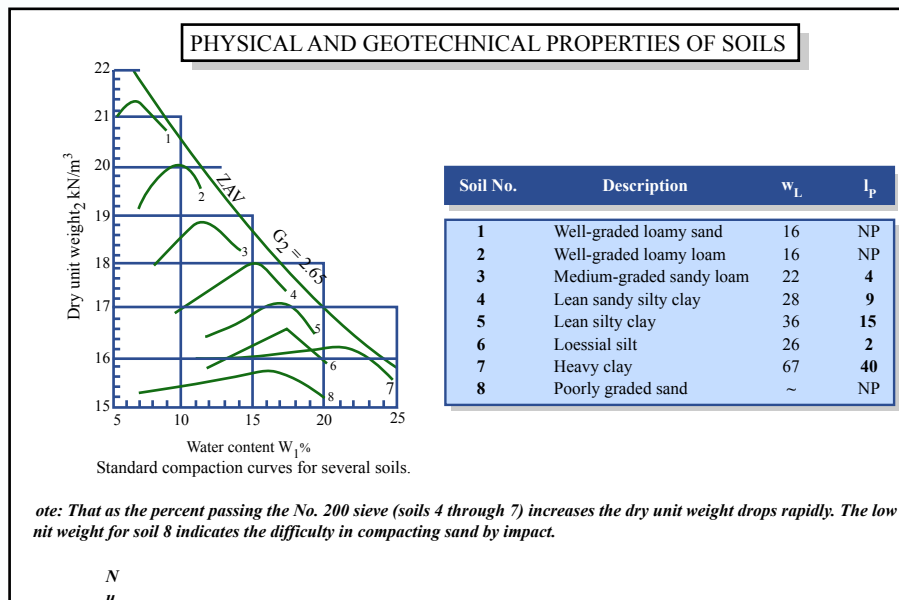 PHYSICAL AND GEOTECHNICAL PROPERTIES OF SOILS
22
21
20
19
18
17
16
15
Dry unit weight2 kN/m3
ZAV
G2 = 2.65
1
2
3
4
5
6
7
8
5 10 15 20 25
Water content W1%
Standard compaction curves for several soils.
Soil No. Description wL lP
1 Well-graded loamy sand 16 NP
2 Well-graded loamy loam 16 NP
3 Medium-graded sandy loam 22 4
4 Lean sandy silty clay 28 9
5 Lean silty clay 36 15
6 Loessial silt 26 2
7 Heavy clay 67 40
8 Poorly graded sand ~ NP
ote: That as the percent passing the No. 200 sieve (soils 4 through 7) increases the dry unit weight drops rapidly. The low
nit weight for soil 8 indicates the difficulty in compacting sand by impact.
N
u